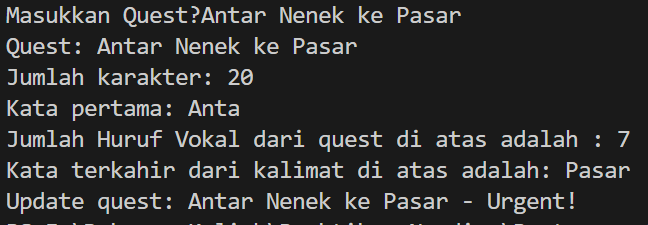 Masukkan Quest?Antar Nenek ke Pasar
Quest: Antar Nenek ke Pasar
Jumlah karakter: 20
Kata pertama: Anta
Jumlah Huruf Vokal dari quest di atas adalah : 7
Kata terkahir dari kalimat di atas adalah: Pasar
Update quest: Antar Nenek ke Pasar - Urgent!